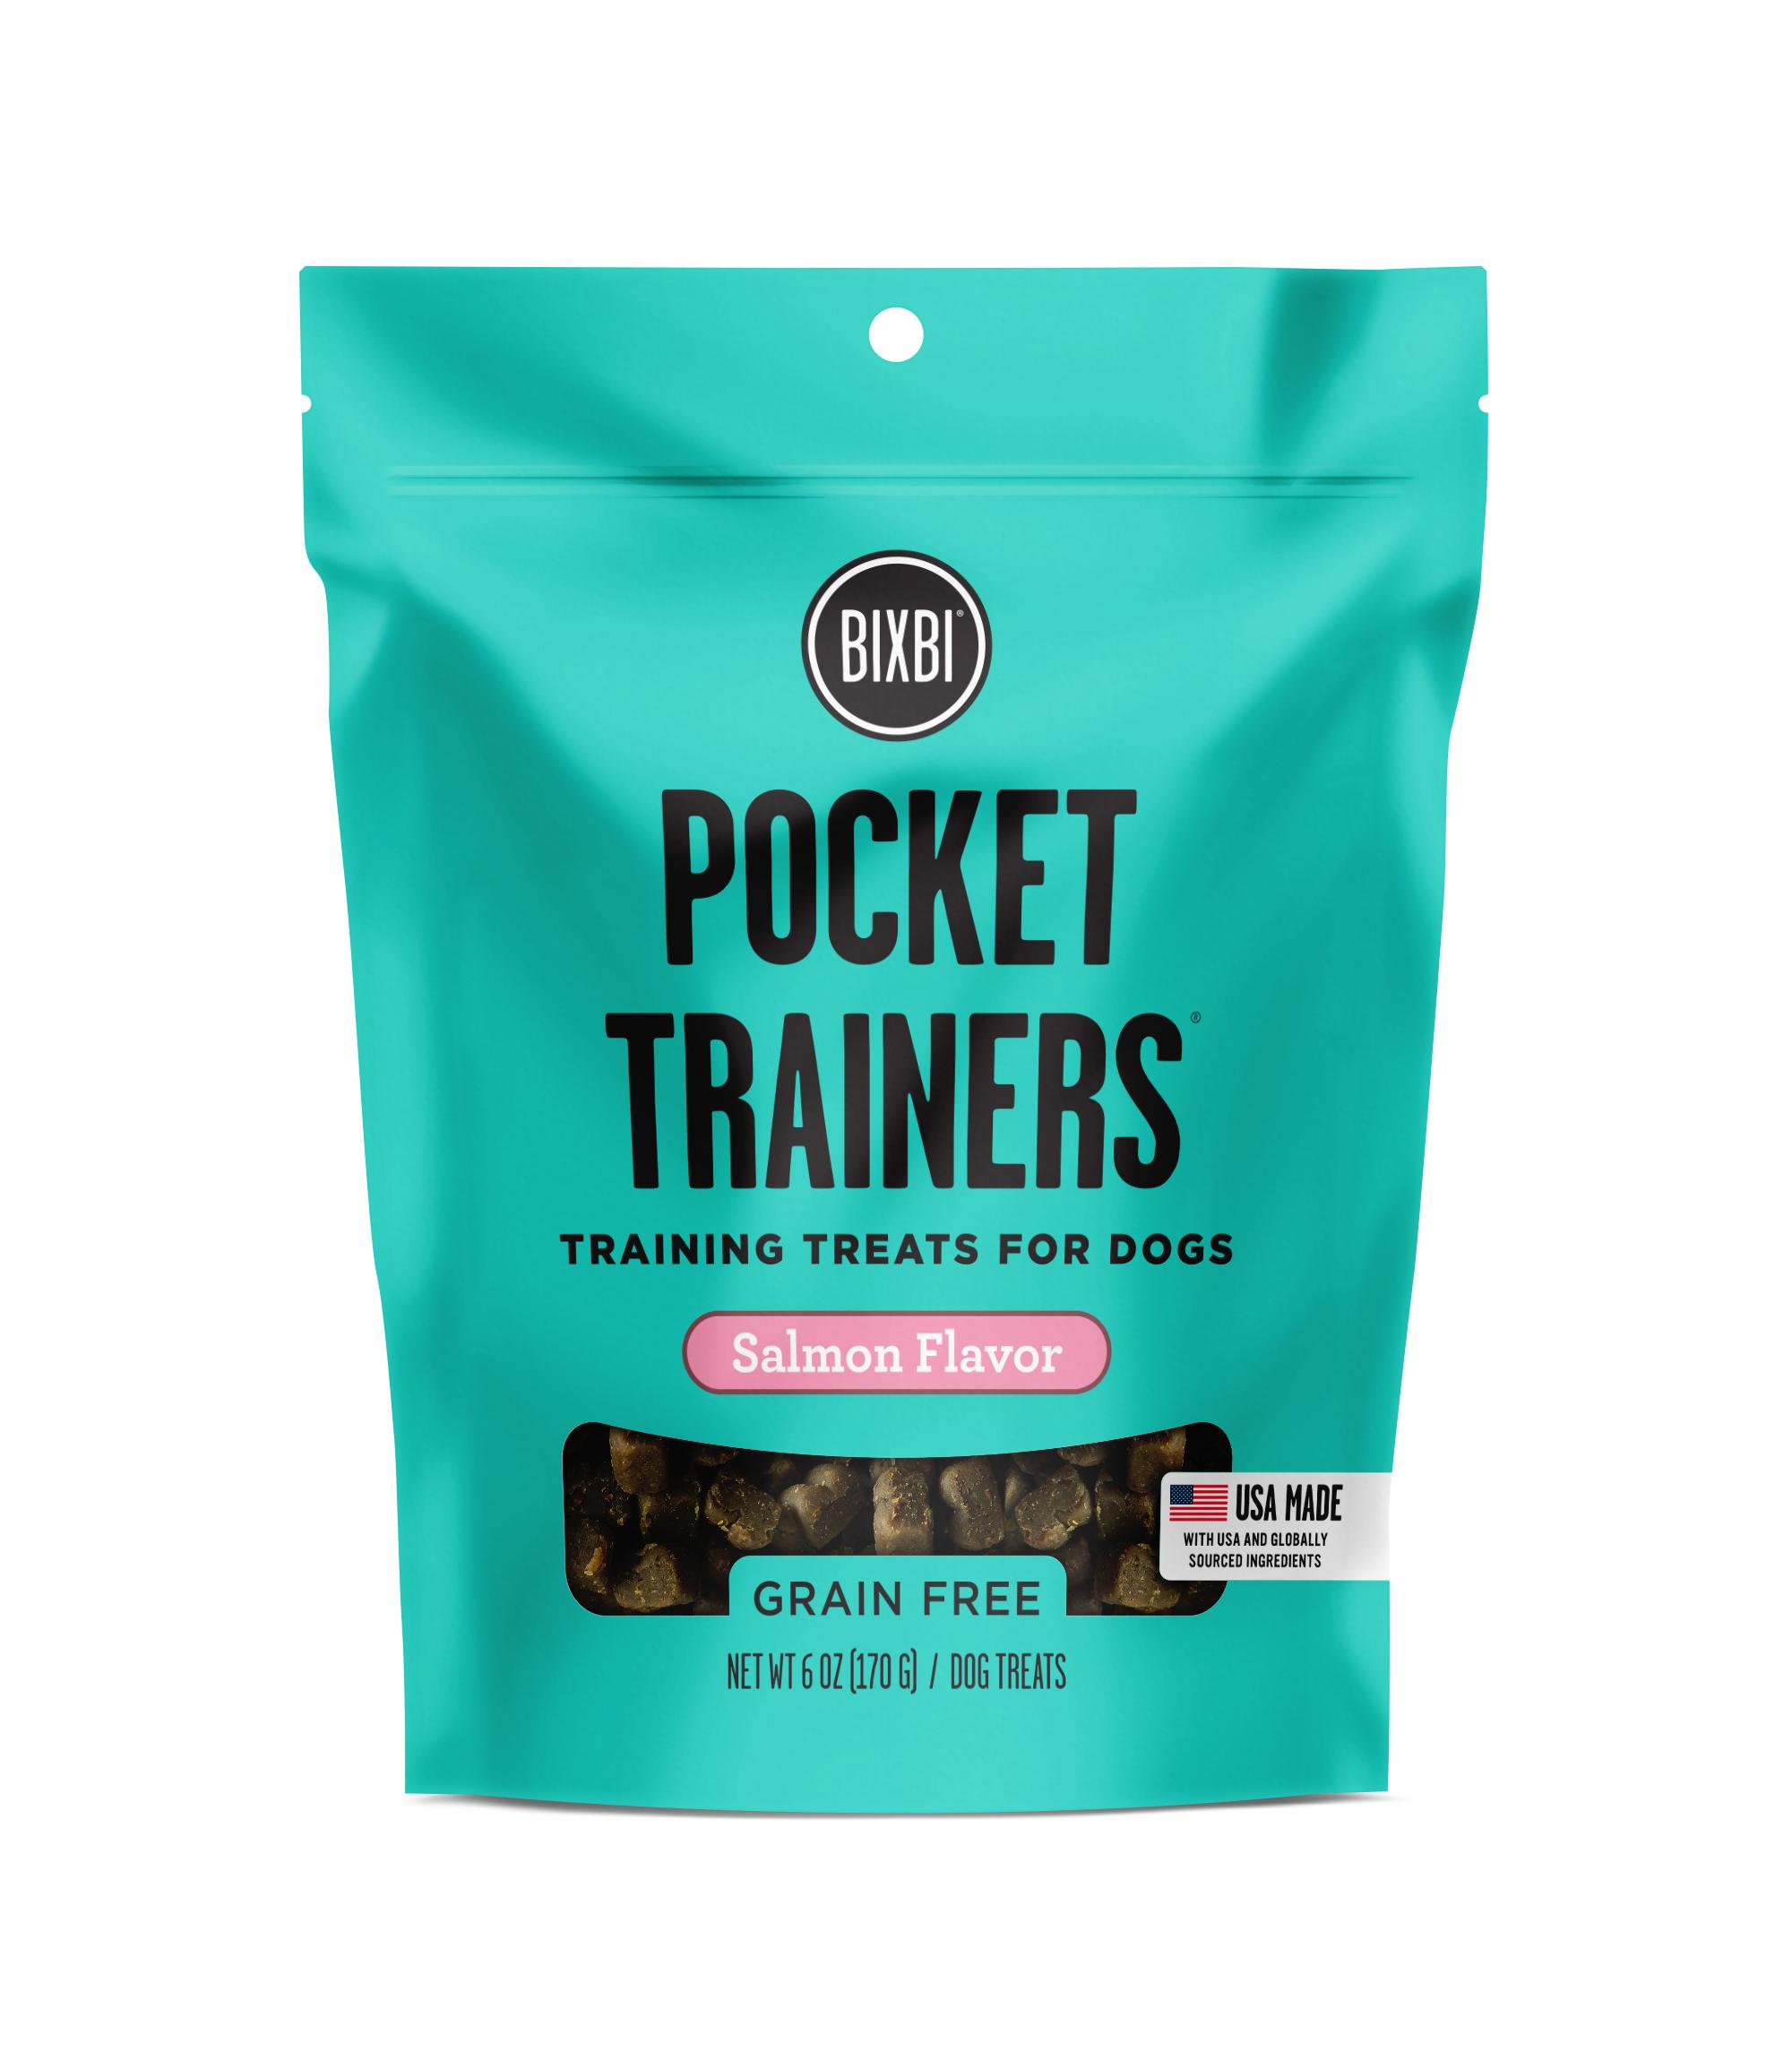 BIXBI®
POCKET
TRAINERS®
TRAINING TREATS FOR DOGS
Salmon Flavor
USA MADE
WITH USA AND GLOBALLY
SOURCED INGREDIENTS
GRAIN FREE
NET WT 6 OZ (170 G) / DOG TREATS